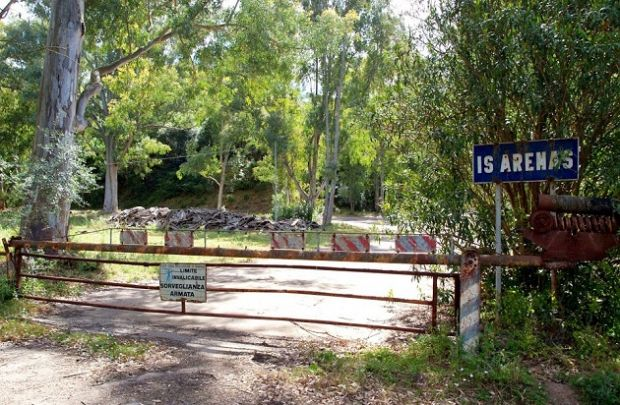 IS ARENAS
LIMITE
INVALICABILE
SORVEGLIANZA
ARMATA